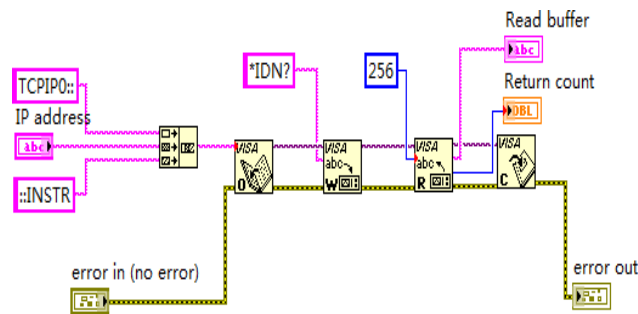 Read buffer
abc
TCPIP0::
*IDN?
256
Return count
DBL
IP address
abc
::INSTR
VISA
O
VISA
abc
W
VISA
abc
R
VISA
C
error in (no error)
error out